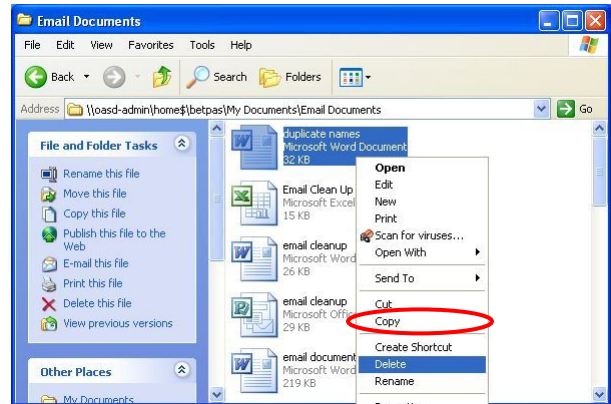 Email Documents
File Edit View Favorites Tools Help
Back Search Folders
Address \\oasd-admin\home$\betpas\My Documents\Email Documents Go
File and Folder Tasks
Rename this file
Move this file
Copy this file
Publish this file to the
Web
E-mail this file
Print this file
Delete this file
View previous versions
Other Places
My Documents
duplicate names
Microsoft Word Document
32 KB
Email Clean Up
Microsoft Excel
15 KB
email cleanup
Microsoft Word
26 KB
email cleanup
Microsoft Offic
29 KB
email document
Microsoft Word
219 KB
Open
Edit
New
Print
Scan for viruses...
Open With
Send To
Cut
Copy
Create Shortcut
Delete
Rename